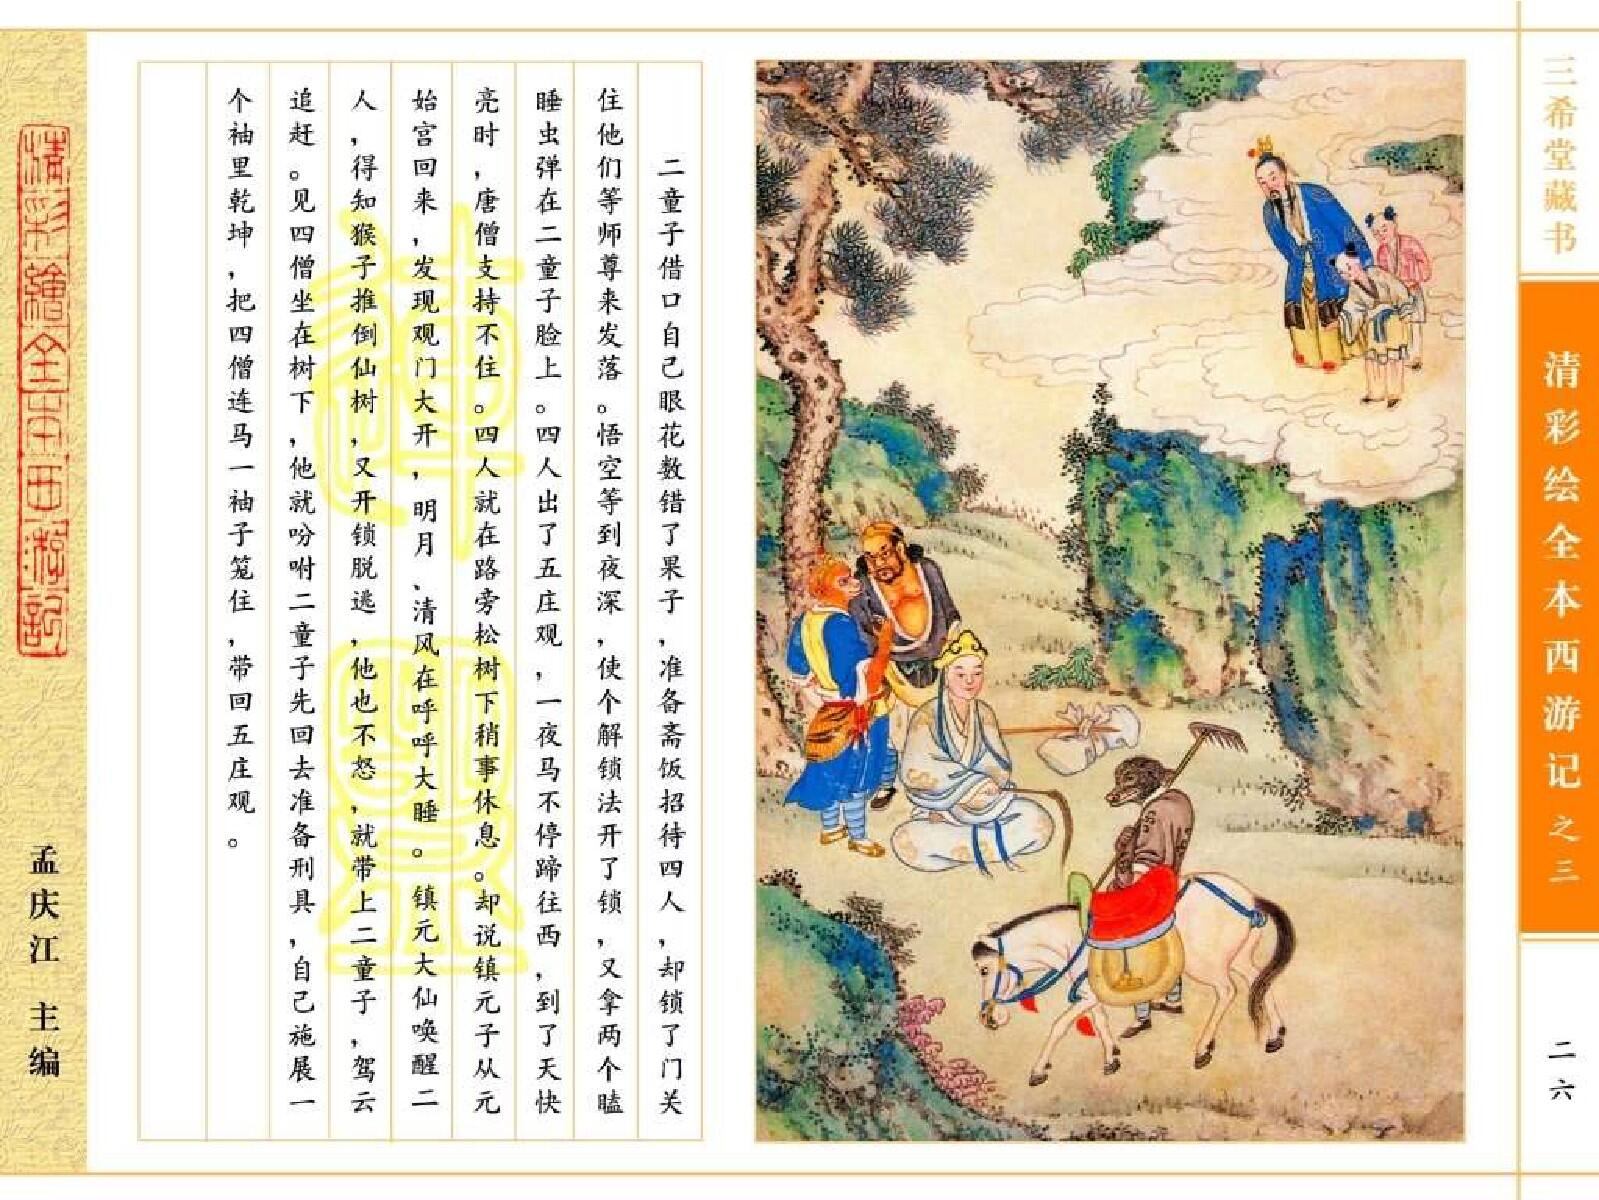 三希堂藏书
清彩绘全本西游记之三
二六
二童子借口自己眼花数错了果子，准备斋饭招待四人，却锁了门关
住他们等师尊来发落。悟空等到夜深，使个解锁法开了锁，又拿两个瞌
睡虫弹在二童子脸上。四人出了五庄观，一夜马不停蹄往西，到了天快
亮时，唐僧支持不住。四人就在路旁松树下稍事休息。却说镇元子从元
始宫回来，发现观门大开，明月、清风在呼呼大睡。镇元大仙唤醒二
人，得知猴子推倒仙树，又开锁脱逃，他也不怒，就带上二童子，驾云
追赶。见四僧坐在树下，他就吩咐二童子先回去准备刑具，自己施展一
个袖里乾坤，把四僧连马一袖子笼住，带回五庄观。
清彩繪全本西游記
孟庆江 主编